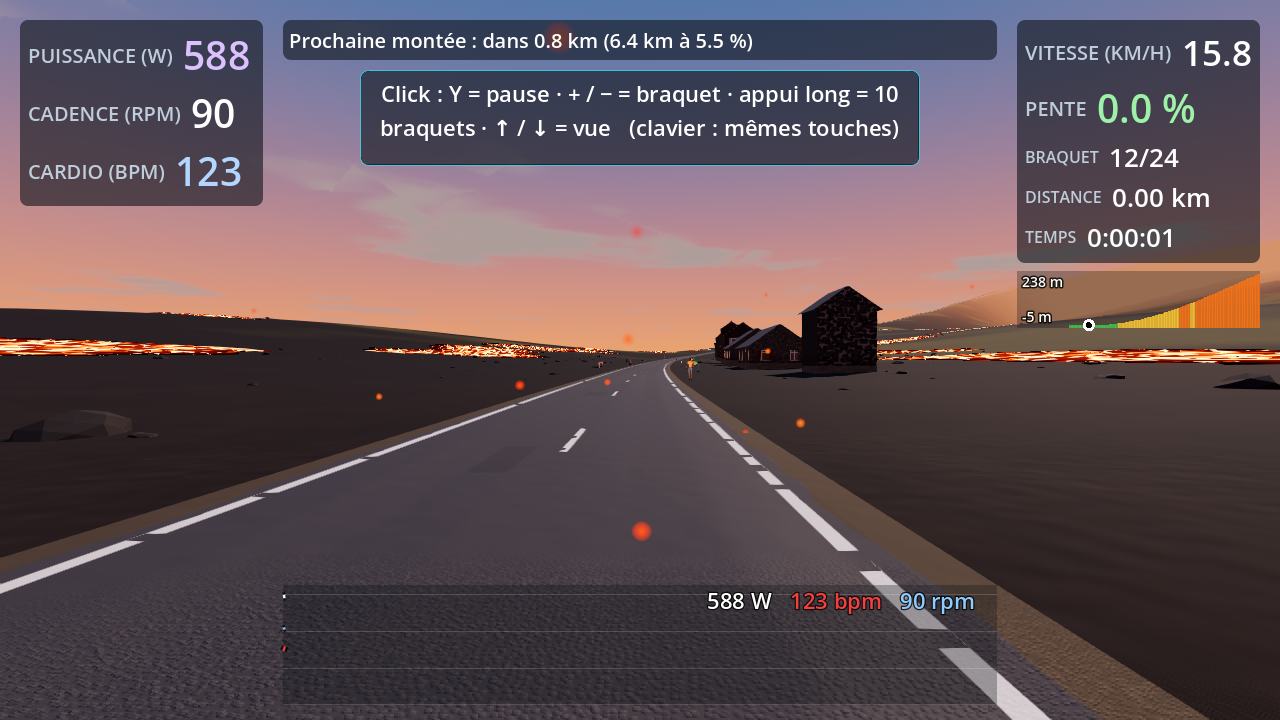 PUISSANCE (W) 588
CADENCE (RPM) 90
CARDIO (BPM) 123
Prochaine montée : dans 0.8 km (6.4 km à 5.5 %)
Click : Y = pause · + / − = braquet · appui long = 10
braquets · ↑ / ↓ = vue (clavier : mêmes touches)
VITESSE (KM/H) 15.8
PENTE 0.0 %
BRAQUET 12/24
DISTANCE 0.00 km
TEMPS 0:00:01
238 m
-5 m
588 W 123 bpm 90 rpm